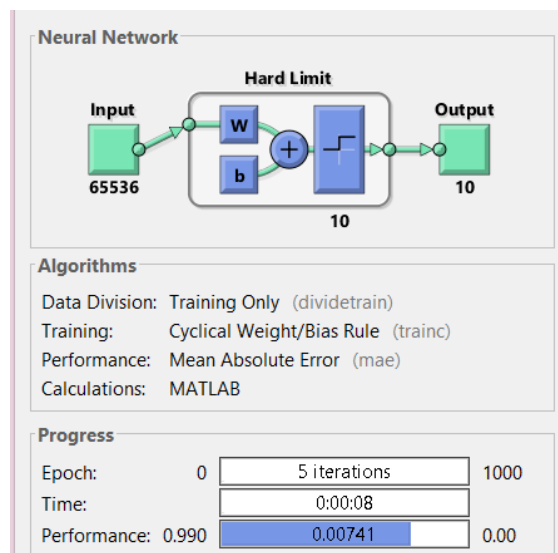 Neural Network
Hard Limit
Input
Output
W
b
+
65536
10
10
Algorithms
Data Division: Training Only (dividetrain)
Training: Cyclical Weight/Bias Rule (trainc)
Performance: Mean Absolute Error (mae)
Calculations: MATLAB
Progress
Epoch: 0 5 iterations 1000
Time: 0:00:08
Performance: 0.990 0.00741 0.00